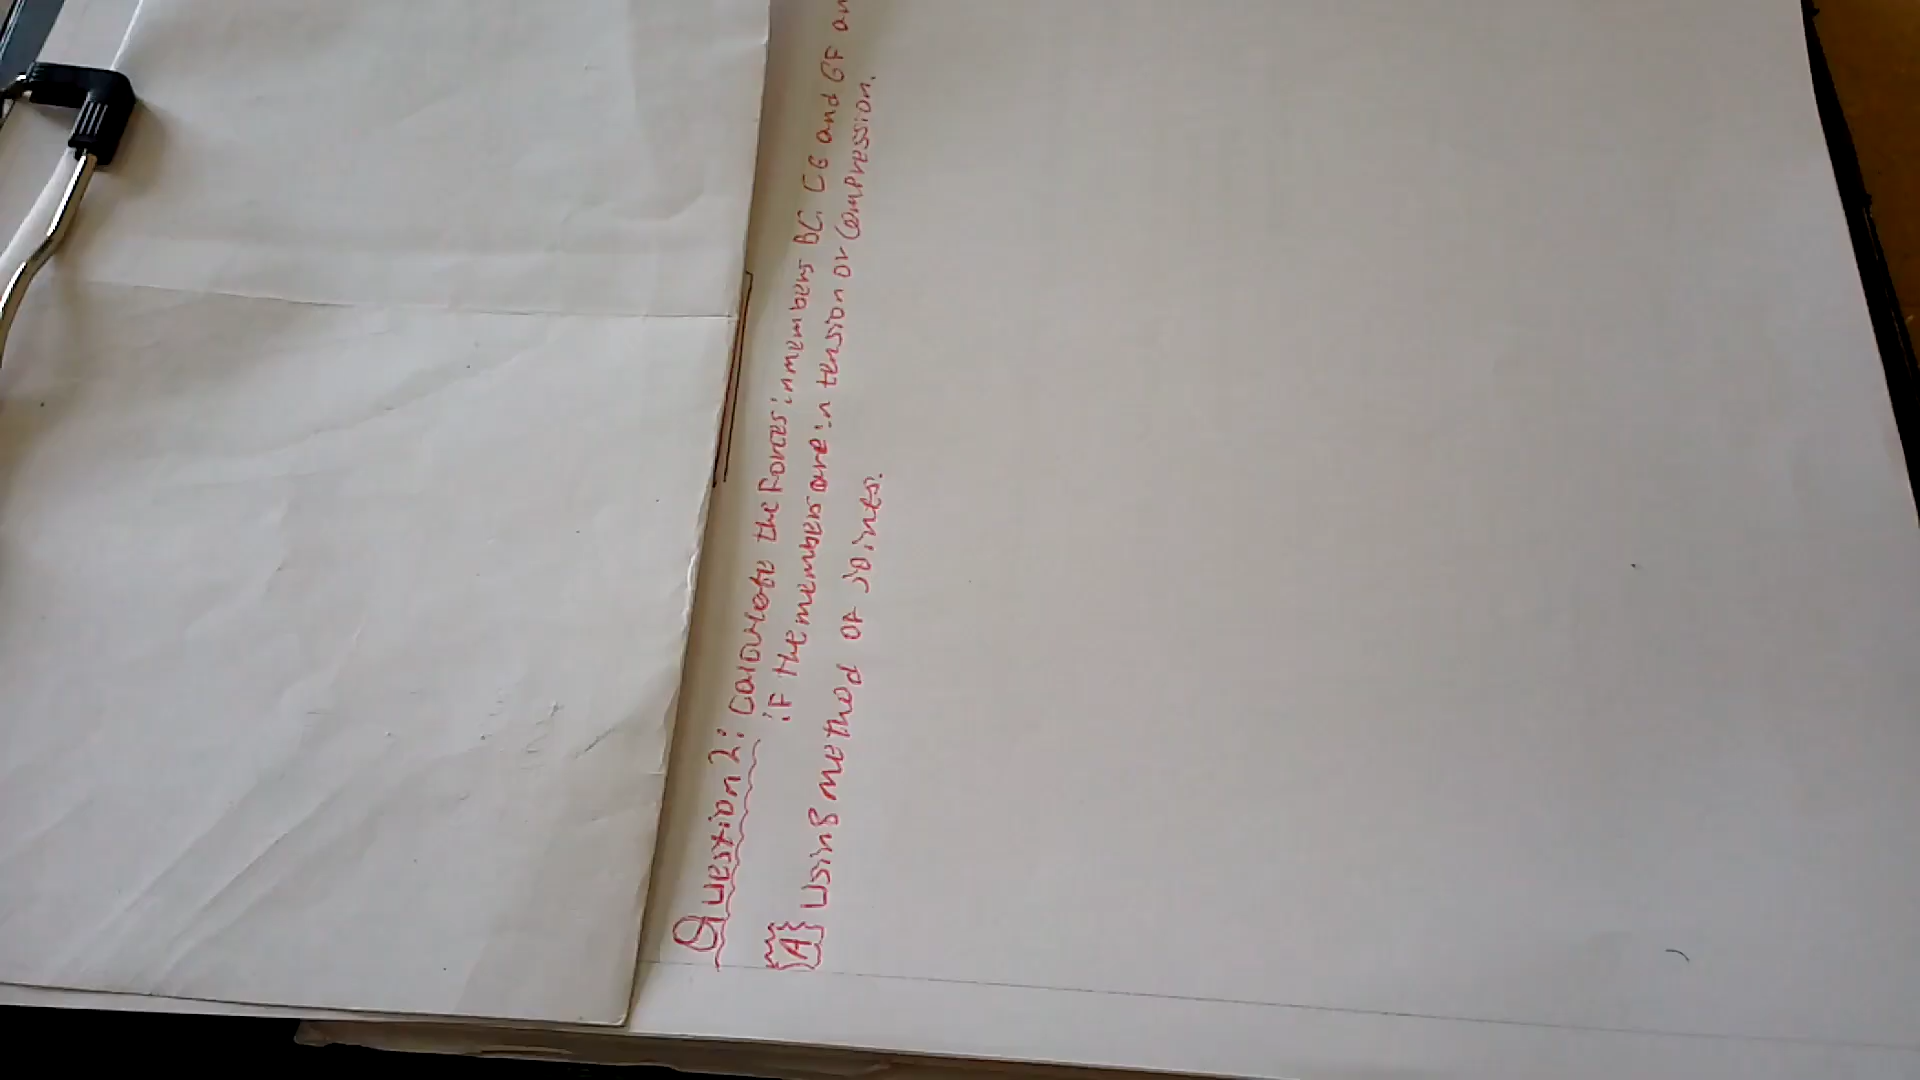 Question 2: Calculate the forces in members BC, CG and GF an
if the members are in tension or compression.
[A] Using method of joints.